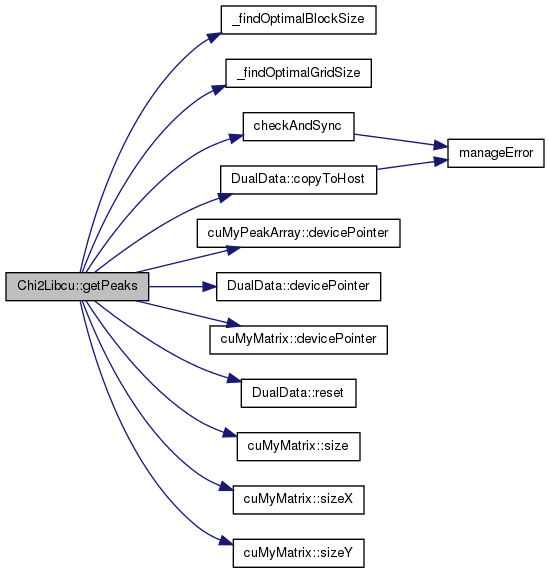 _findOptimalBlockSize
_findOptimalGridSize
checkAndSync
manageError
DualData::copyToHost
cuMyPeakArray::devicePointer
Chi2Libcu::getPeaks
DualData::devicePointer
cuMyMatrix::devicePointer
DualData::reset
cuMyMatrix::size
cuMyMatrix::sizeX
cuMyMatrix::sizeY